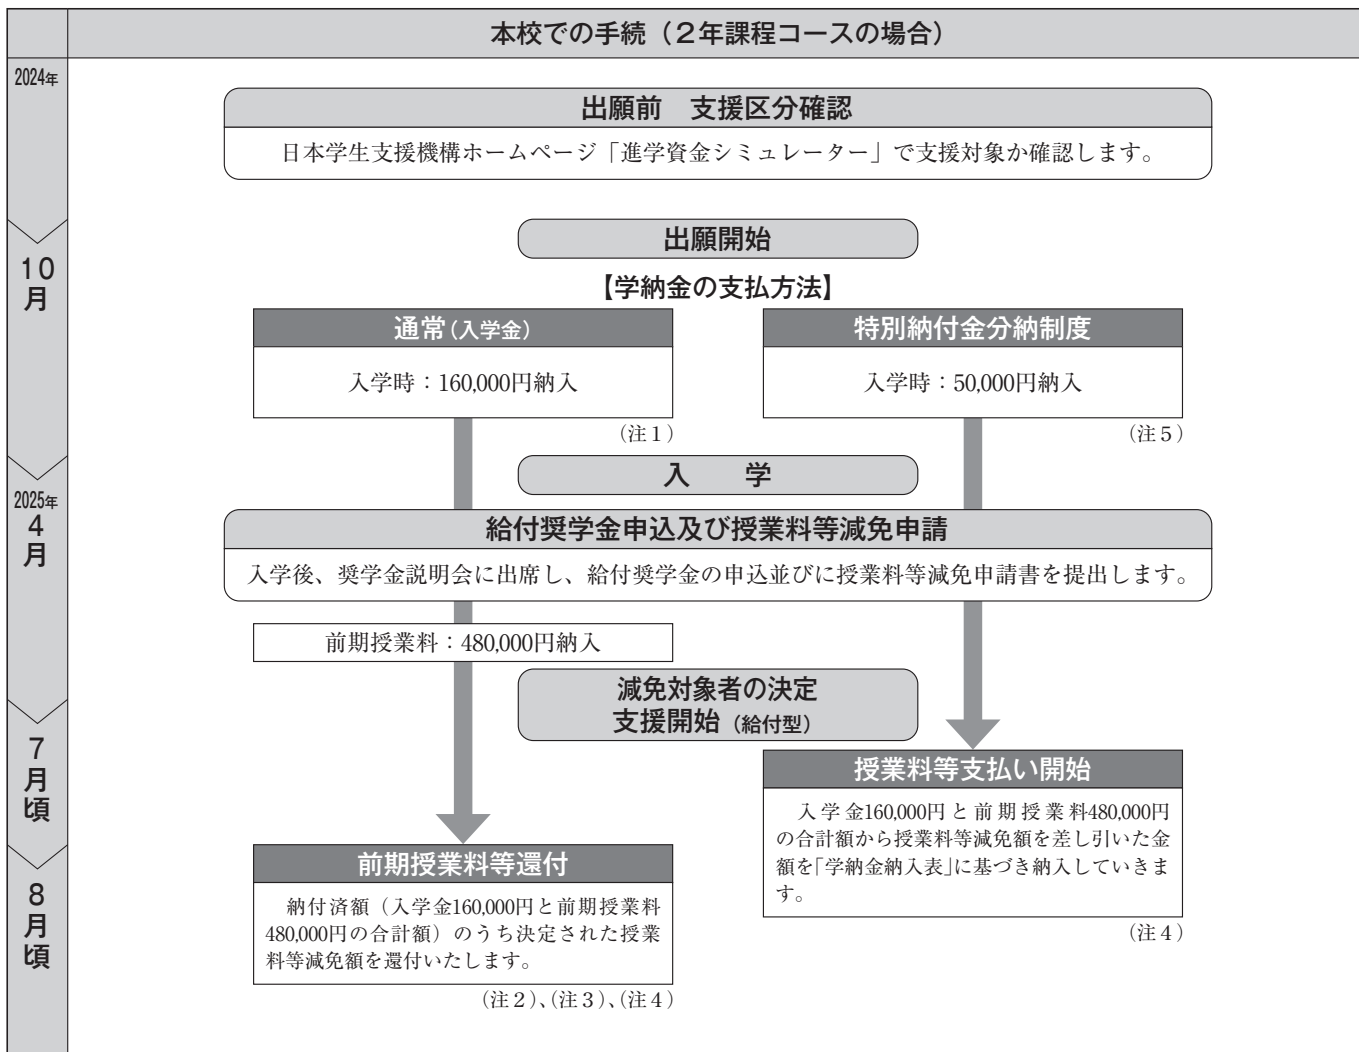 本校での手続（２年課程コースの場合）
2024年
出願前　支援区分確認
日本学生支援機構ホームページ「進学資金シミュレーター」で支援対象か確認します。
10
月
出願開始
【学納金の支払方法】
通常（入学金）
入学時：160,000円納入
（注１）
特別納付金分納制度
入学時：50,000円納入
（注５）
2025年
4
月
入　学
給付奨学金申込及び授業料等減免申請
入学後、奨学金説明会に出席し、給付奨学金の申込並びに授業料等減免申請書を提出します。
前期授業料：480,000円納入
減免対象者の決定
支援開始（給付型）
7
月
頃
授業料等支払い開始
入学金160,000円と前期授業料480,000円
の合計額から授業料等減免額を差し引いた金
額を「学納金納入表」に基づき納入していきま
す。
（注４）
8
月
頃
前期授業料等還付
納付済額（入学金160,000円と前期授業料
480,000円の合計額）のうち決定された授業
料等減免額を還付いたします。
（注２）、（注３）、（注４）